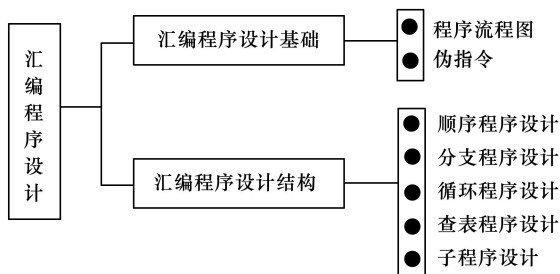 汇编程序设计
汇编程序设计基础
程序流程图
伪指令
汇编程序设计结构
顺序程序设计
分支程序设计
循环程序设计
查表程序设计
子程序设计